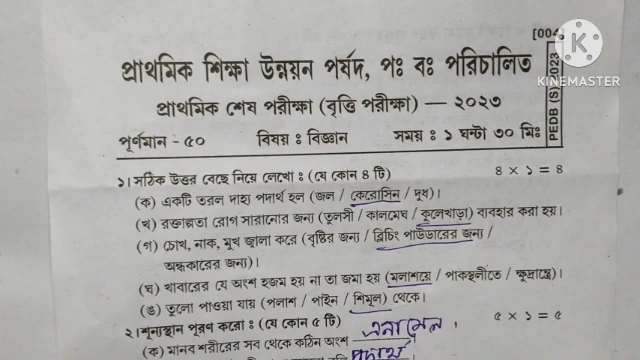 [004]
K
KINEMASTER
প্রাথমিক শিক্ষা উন্নয়ন পর্ষদ, পঃ বঃ পরিচালিত
প্রাথমিক শেষ পরীক্ষা (বৃত্তি পরীক্ষা) — ২০২৩
PEDB (S) 2023
পূর্ণমান - ৫০ বিষয় : বিজ্ঞান সময় : ১ ঘন্টা ৩০ মিঃ
১। সঠিক উত্তর বেছে নিয়ে লেখো : (যে কোন ৪ টি) ৪ × ১ = ৪
(ক) একটি তরল দাহ্য পদার্থ হল (জল / কেরোসিন / দুধ)।
(খ) রক্তাল্পতা রোগ সারানোর জন্য (তুলসী / কালমেঘ / কুলেখাড়া) ব্যবহার করা হয়।
(গ) চোখ, নাক, মুখ জ্বালা করে (বৃষ্টির জন্য / ব্লিচিং পাউডারের জন্য /
অন্ধকারের জন্য)।
(ঘ) খাবারের যে অংশ হজম হয় না তা জমা হয় (মলাশয়ে / পাকস্থলীতে / ক্ষুদ্রান্ত্রে)।
(ঙ) তুলো পাওয়া যায় (পলাশ / পাইন / শিমূল) থেকে।
২। শূন্যস্থান পূরণ করো : (যে কোন ৫ টি) ৫ × ১ = ৫
এনামেল
(ক) মানব শরীরের সব থেকে কঠিন অংশ
পদার্থ